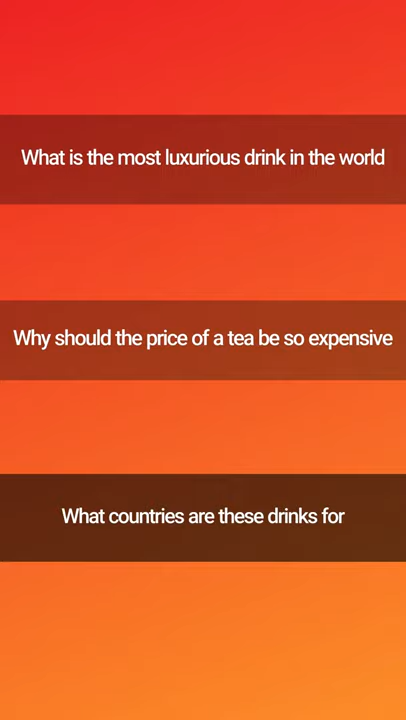 What is the most luxurious drink in the world
Why should the price of a tea be so expensive
What countries are these drinks for